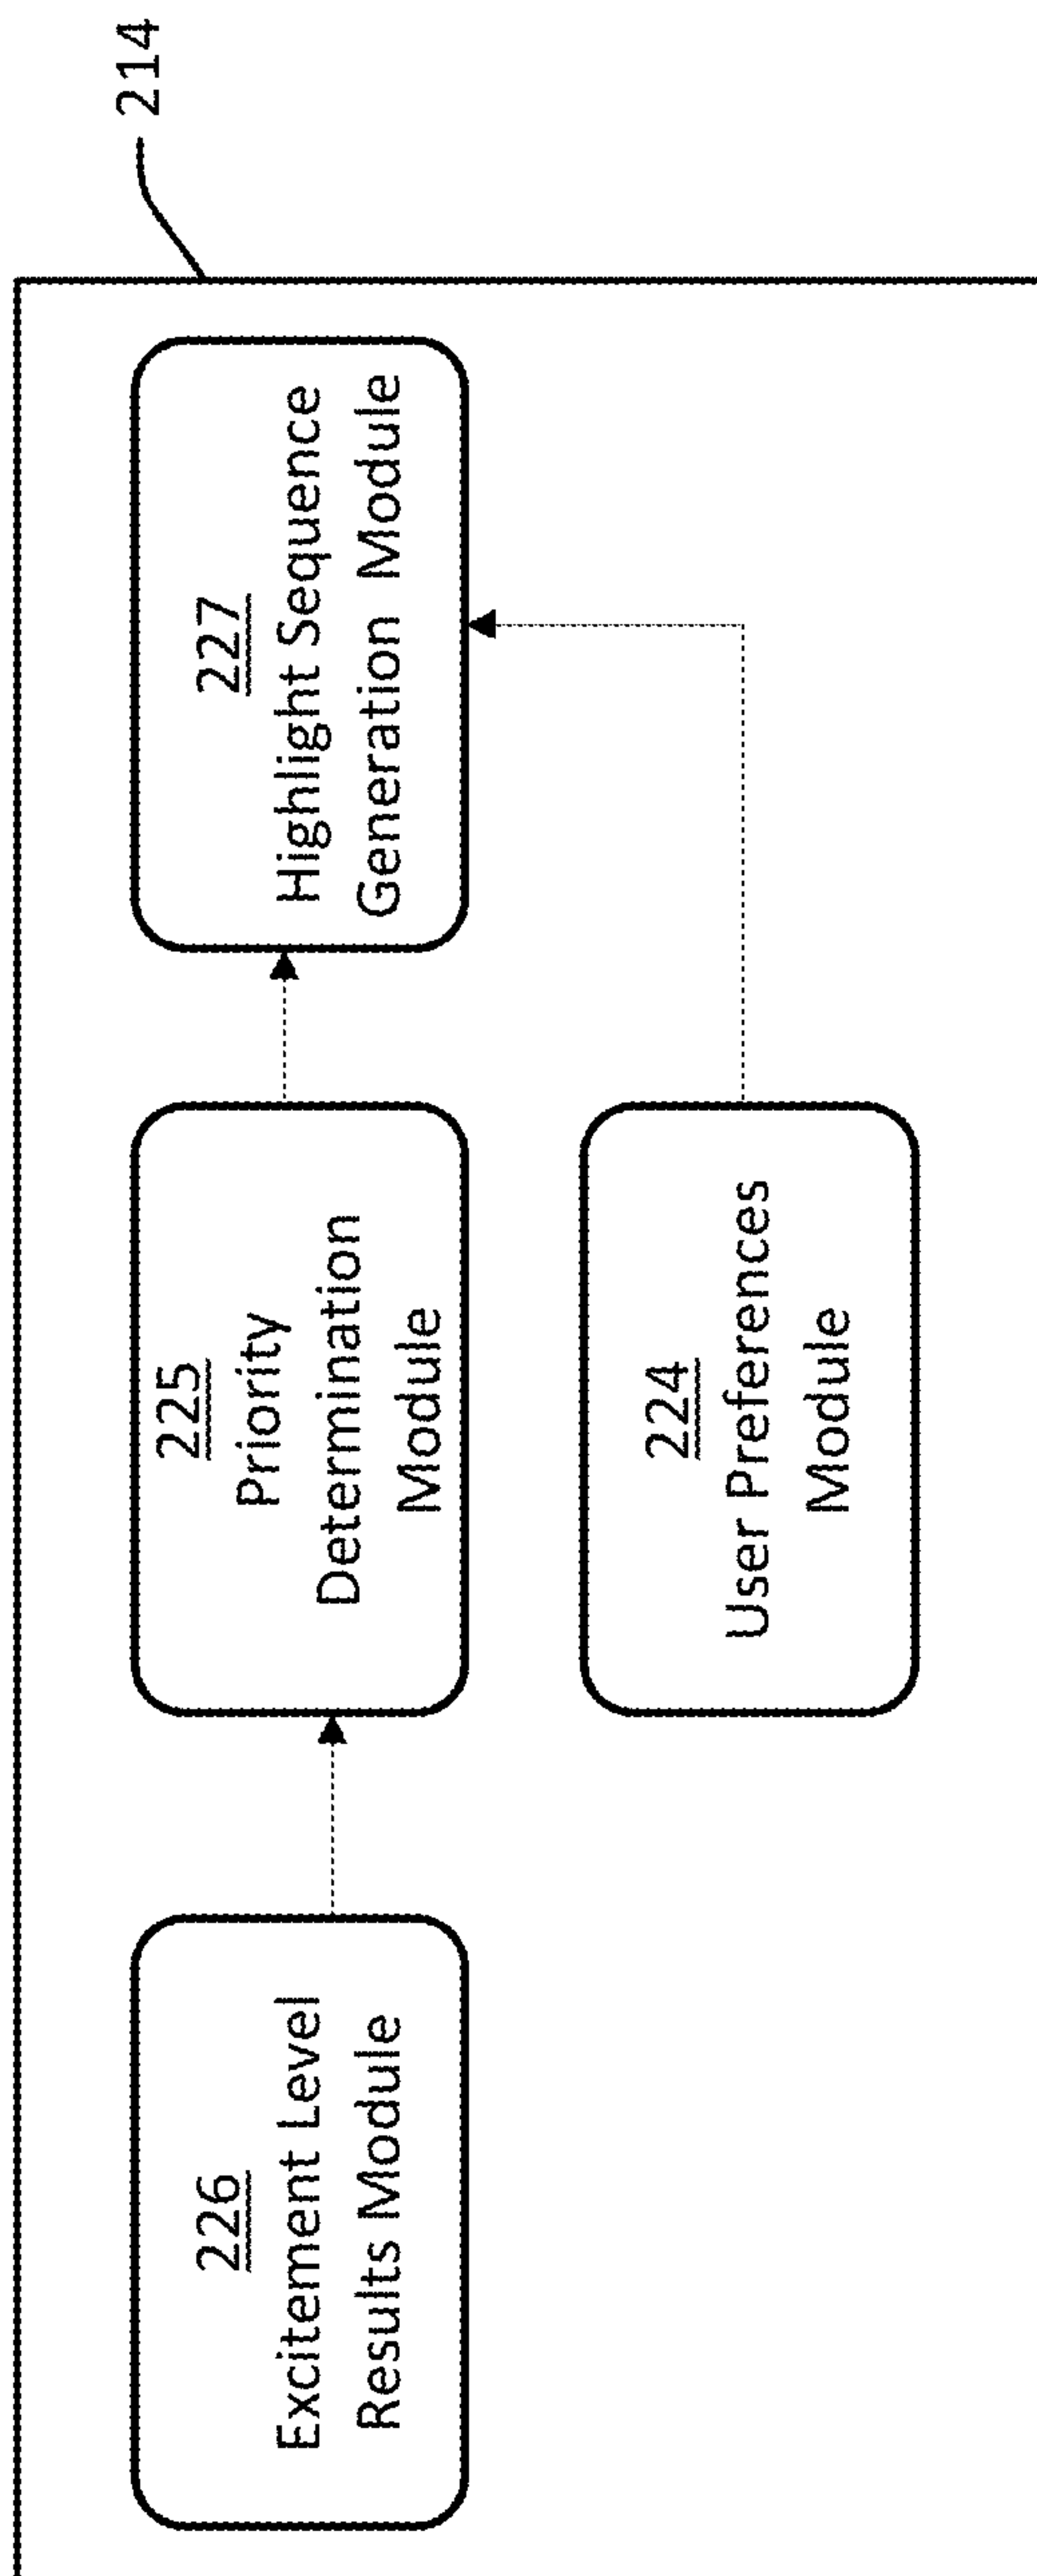 214
226
Excitement Level
Results Module
225
Priority
Determination
Module
227
Highlight Sequence
Generation Module
224
User Preferences
Module